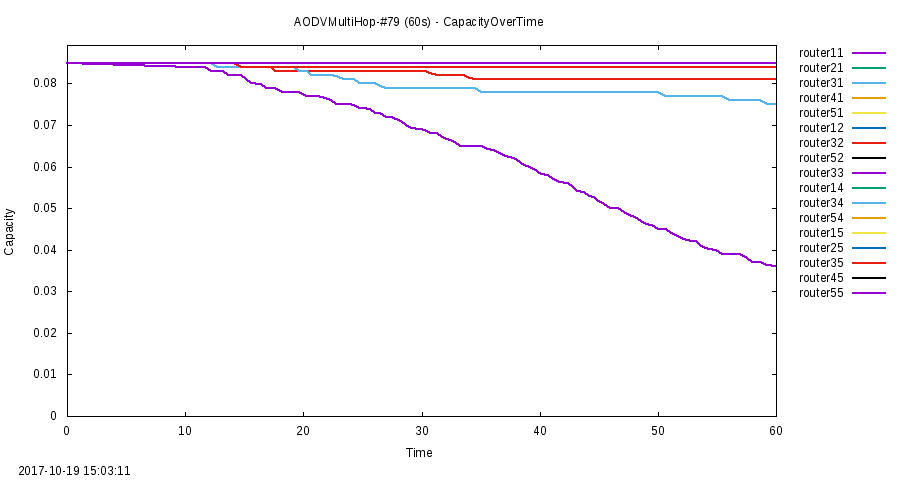 AODVMultiHop-#79 (60s) - CapacityOverTime
router11
router21
router31
router41
router51
router12
router32
router52
router33
router14
router34
router54
router15
router25
router35
router45
router55
Capacity
0.08
0.07
0.06
0.05
0.04
0.03
0.02
0.01
0
0 10 20 30 40 50 60
Time
2017-10-19 15:03:11